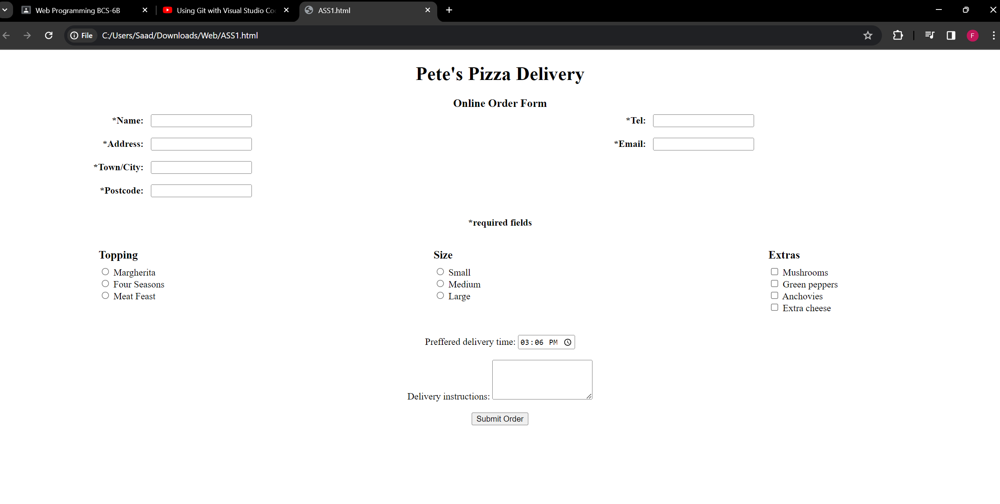 Web Programming BCS-6B
Using Git with Visual Studio Co
ASS1.html
File C:/Users/Saad/Downloads/Web/ASS1.html
F
Pete's Pizza Delivery
Online Order Form
*Name:
*Tel:
*Address:
*Email:
*Town/City:
*Postcode:
*required fields
Topping
Margherita
Four Seasons
Meat Feast
Size
Small
Medium
Large
Extras
Mushrooms
Green peppers
Anchovies
Extra cheese
Preffered delivery time: 03:06 PM
Delivery instructions:
Submit Order